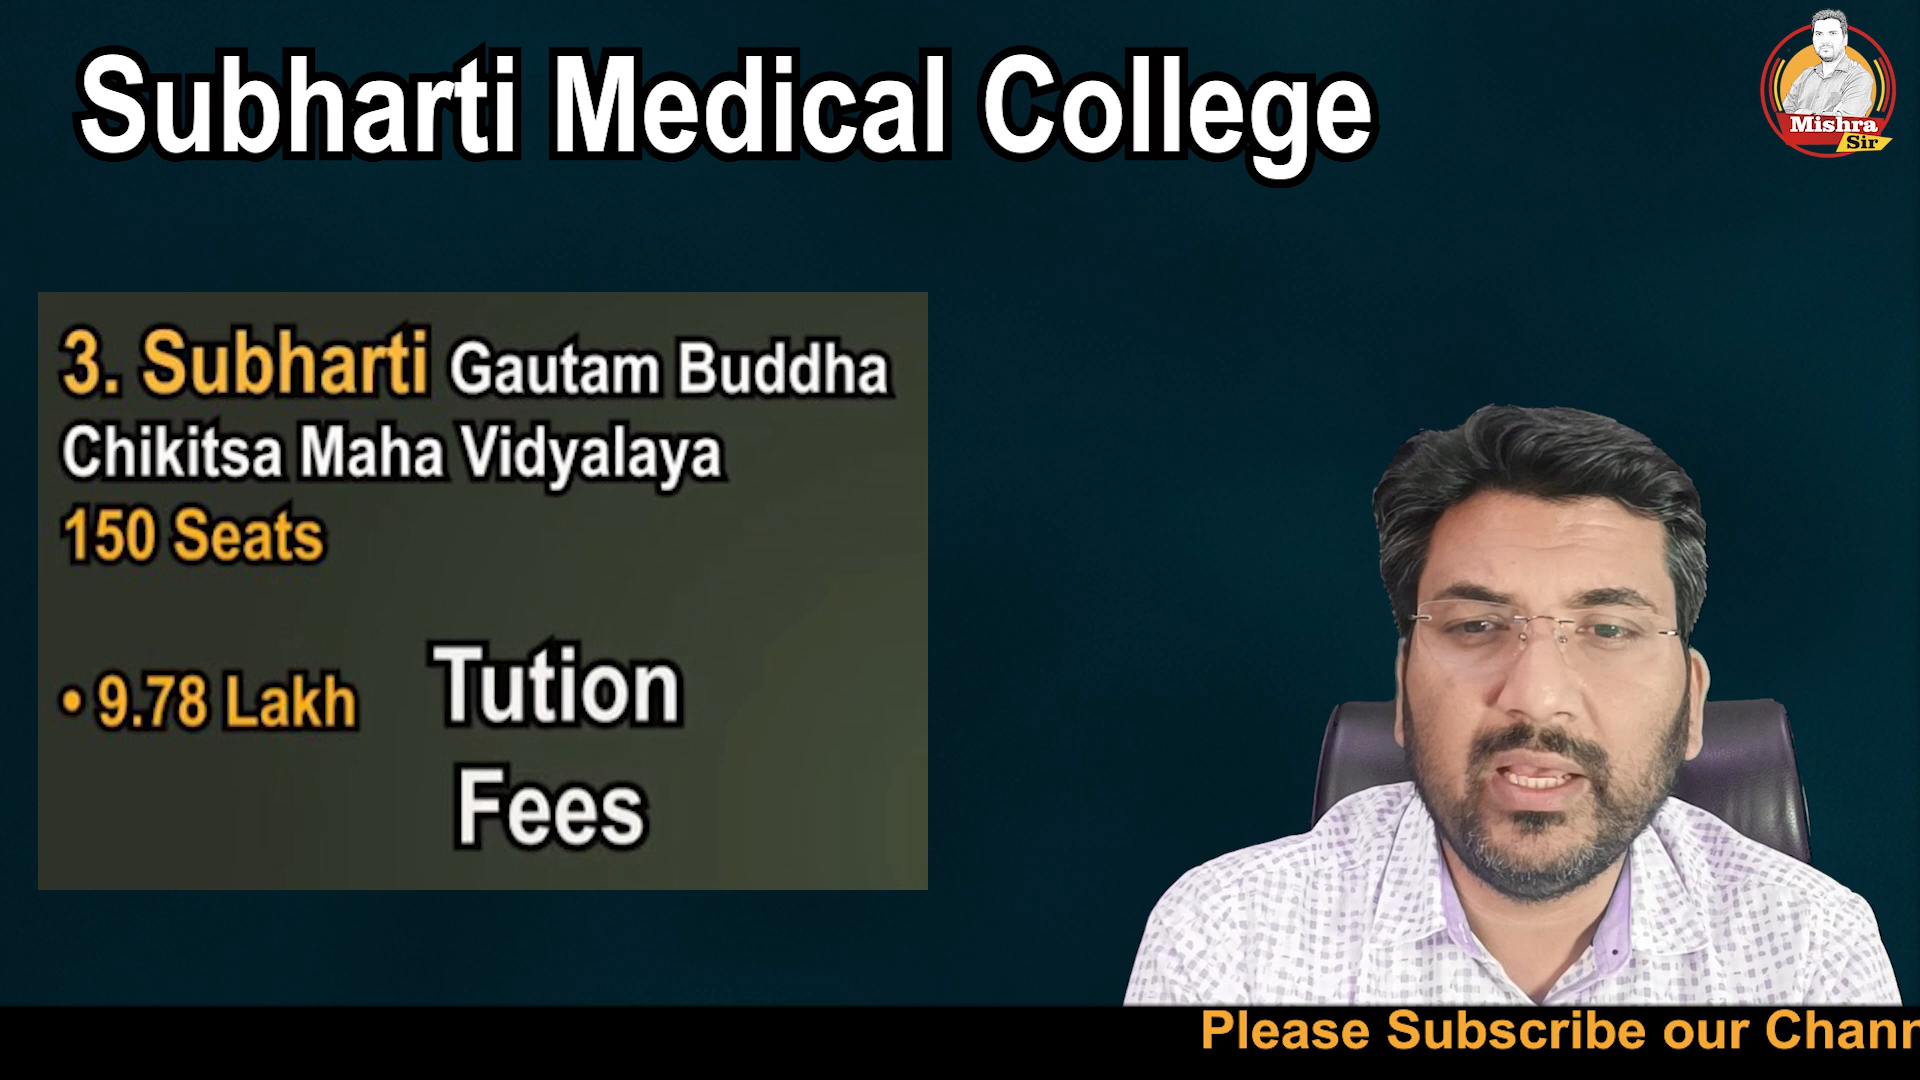 Subharti Medical College
Mishra
Sir
3. Subharti Gautam Buddha
Chikitsa Maha Vidyalaya
150 Seats
• 9.78 Lakh
Tution
Fees
Please Subscribe our Chann